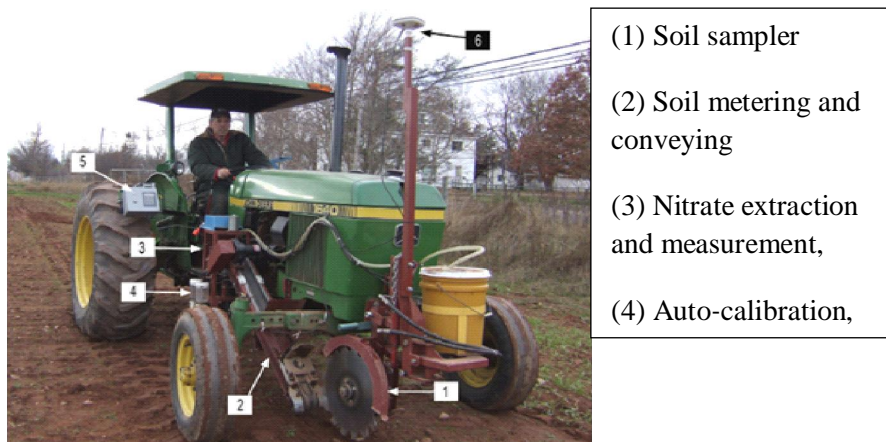 6
5
3
4
2
1
1640
(1) Soil sampler
(2) Soil metering and
conveying
(3) Nitrate extraction
and measurement,
(4) Auto-calibration,